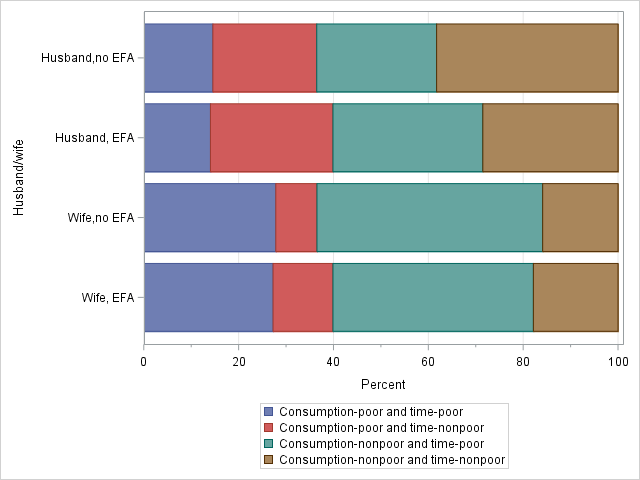 Husband/wife
Husband,no EFA
Husband, EFA
Wife,no EFA
Wife, EFA
0 20 40 60 80 100
Percent
Consumption-poor and time-poor
Consumption-poor and time-nonpoor
Consumption-nonpoor and time-poor
Consumption-nonpoor and time-nonpoor